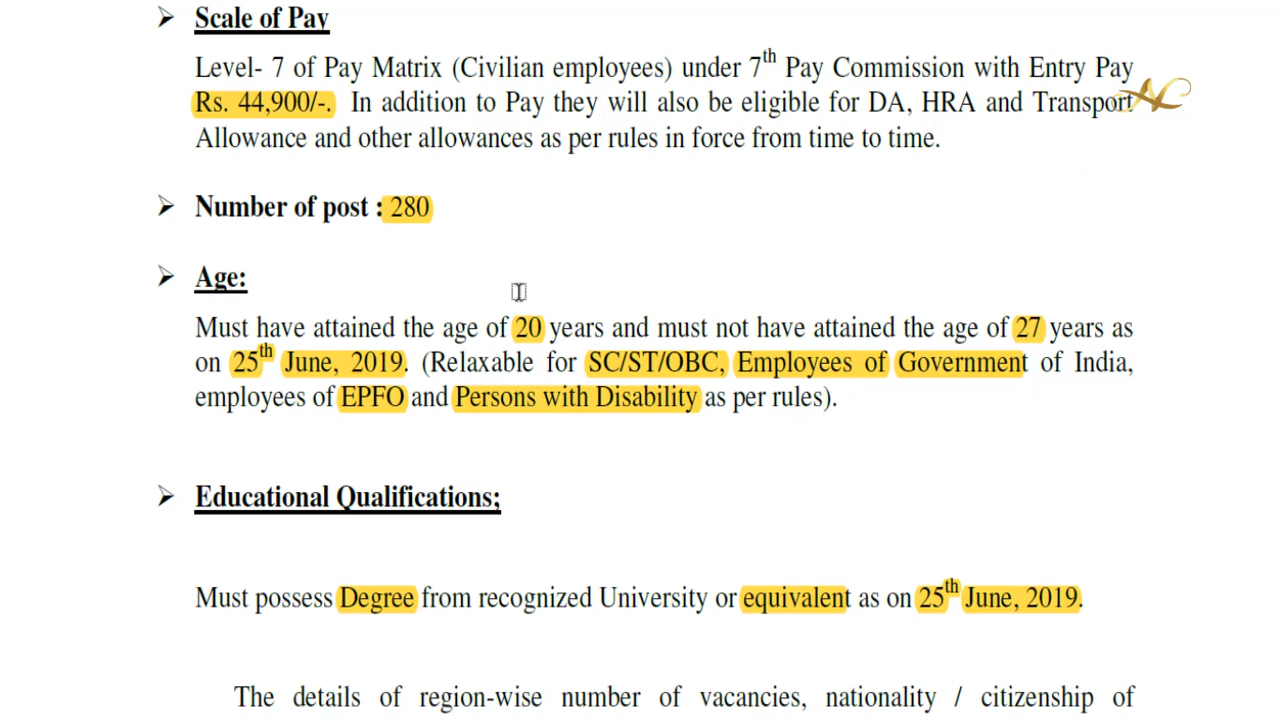 ➢ Scale of Pay
Level- 7 of Pay Matrix (Civilian employees) under 7th Pay Commission with Entry Pay
Rs. 44,900/-. In addition to Pay they will also be eligible for DA, HRA and Transport
Allowance and other allowances as per rules in force from time to time.
➢ Number of post : 280
➢ Age:
Must have attained the age of 20 years and must not have attained the age of 27 years as
on 25th June, 2019. (Relaxable for SC/ST/OBC, Employees of Government of India,
employees of EPFO and Persons with Disability as per rules).
➢ Educational Qualifications;
Must possess Degree from recognized University or equivalent as on 25th June, 2019.
The details of region-wise number of vacancies, nationality / citizenship of